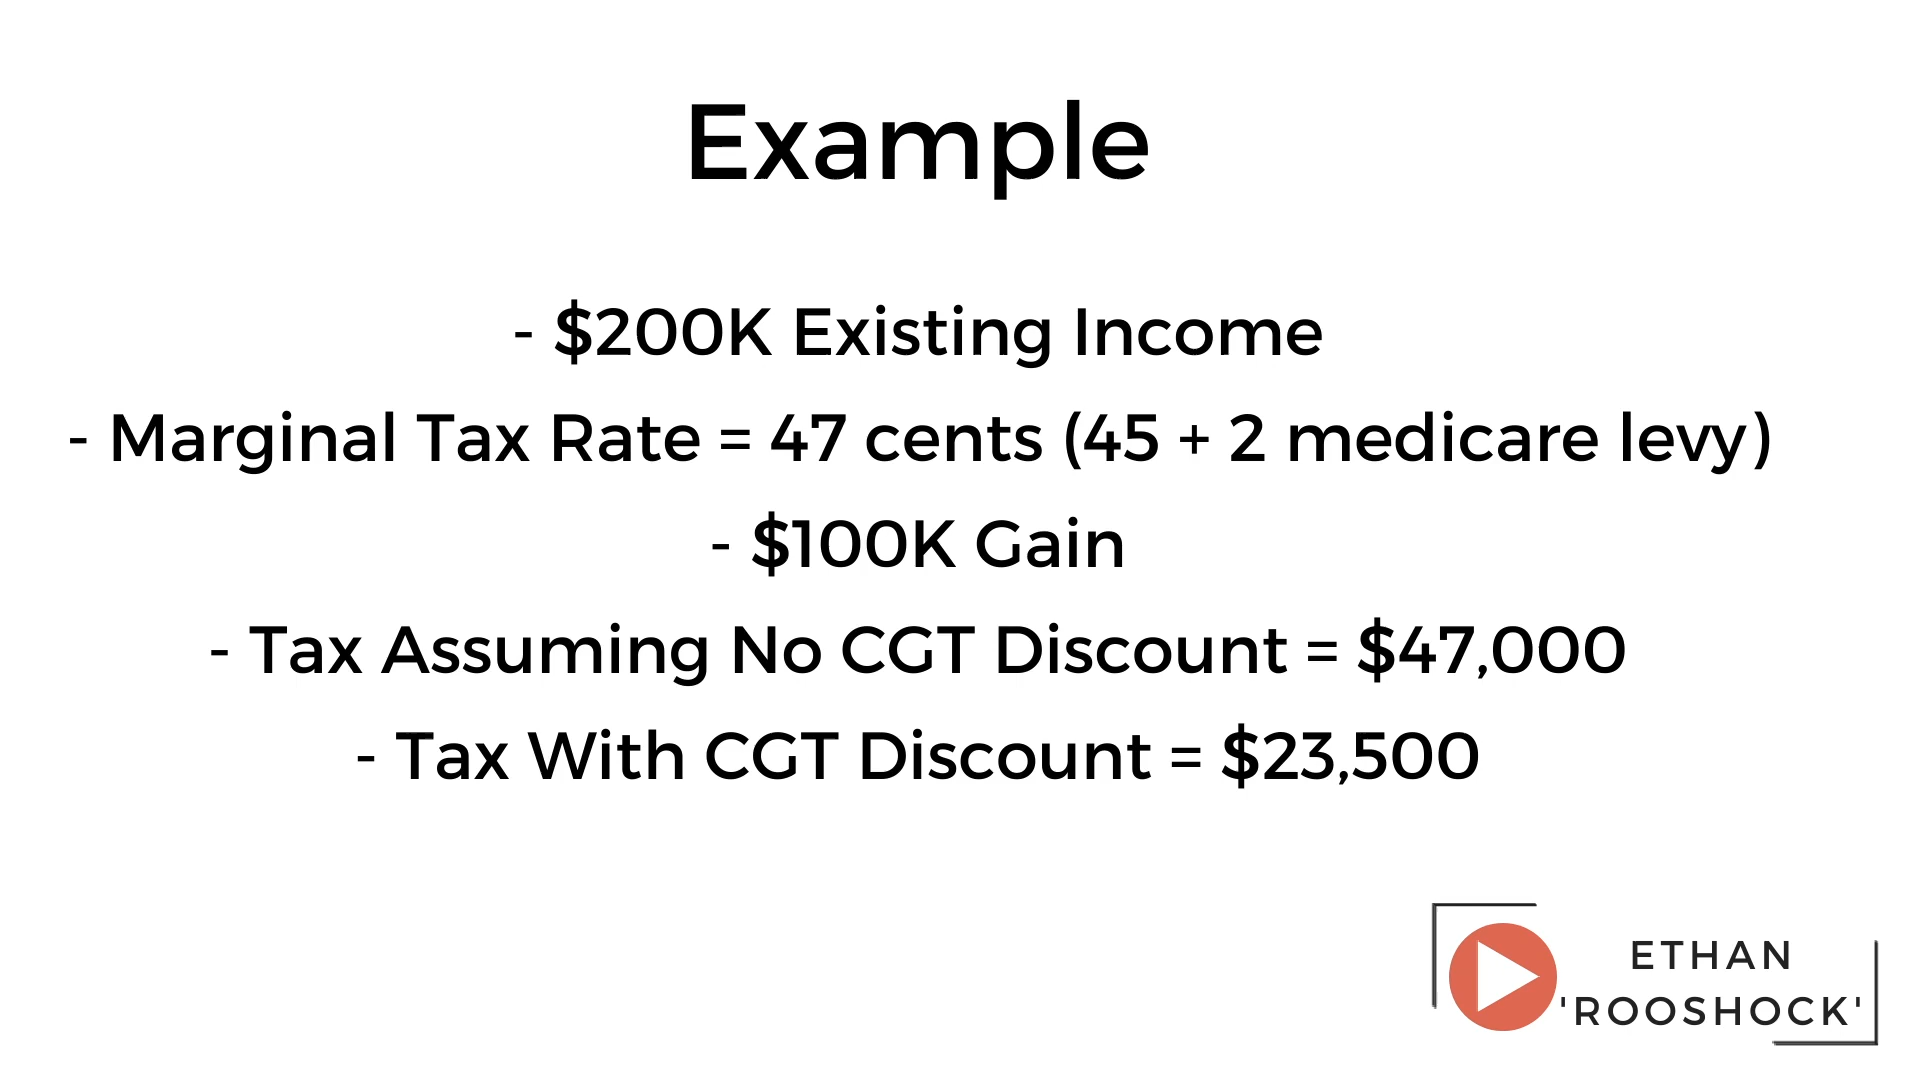 Example
- $200K Existing Income
- Marginal Tax Rate = 47 cents (45 + 2 medicare levy)
- $100K Gain
- Tax Assuming No CGT Discount = $47,000
- Tax With CGT Discount = $23,500
ETHAN
'ROOSHOCK'